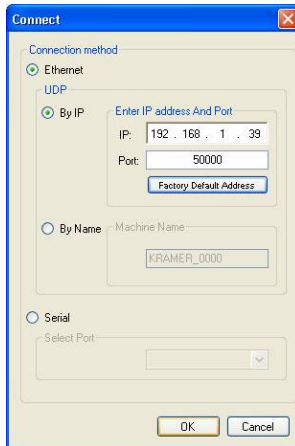 Connect
Connection method
Ethernet
UDP
By IP
Enter IP address And Port
IP: 192 . 168 . 1 . 39
Port: 50000
Factory Default Address
By Name
Machine Name
KRAMER_0000
Serial
Select Port
OK Cancel